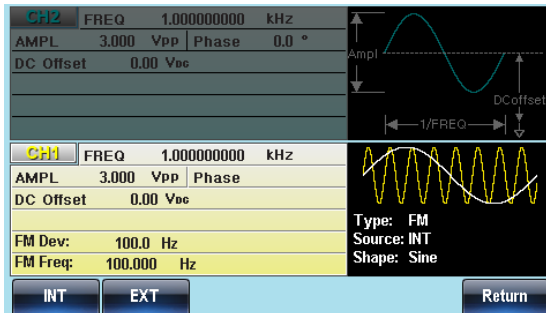 CH2 FREQ 1.000000000 kHz
AMPL 3.000 Vpp Phase 0.0 °
DC Offset 0.00 VDC
Ampl
DCoffset
1/FREQ
CH1 FREQ 1.000000000 kHz
AMPL 3.000 Vpp Phase
DC Offset 0.00 VDC
FM Dev: 100.0 Hz
FM Freq: 100.000 Hz
Type: FM
Source: INT
Shape: Sine
INT EXT Return